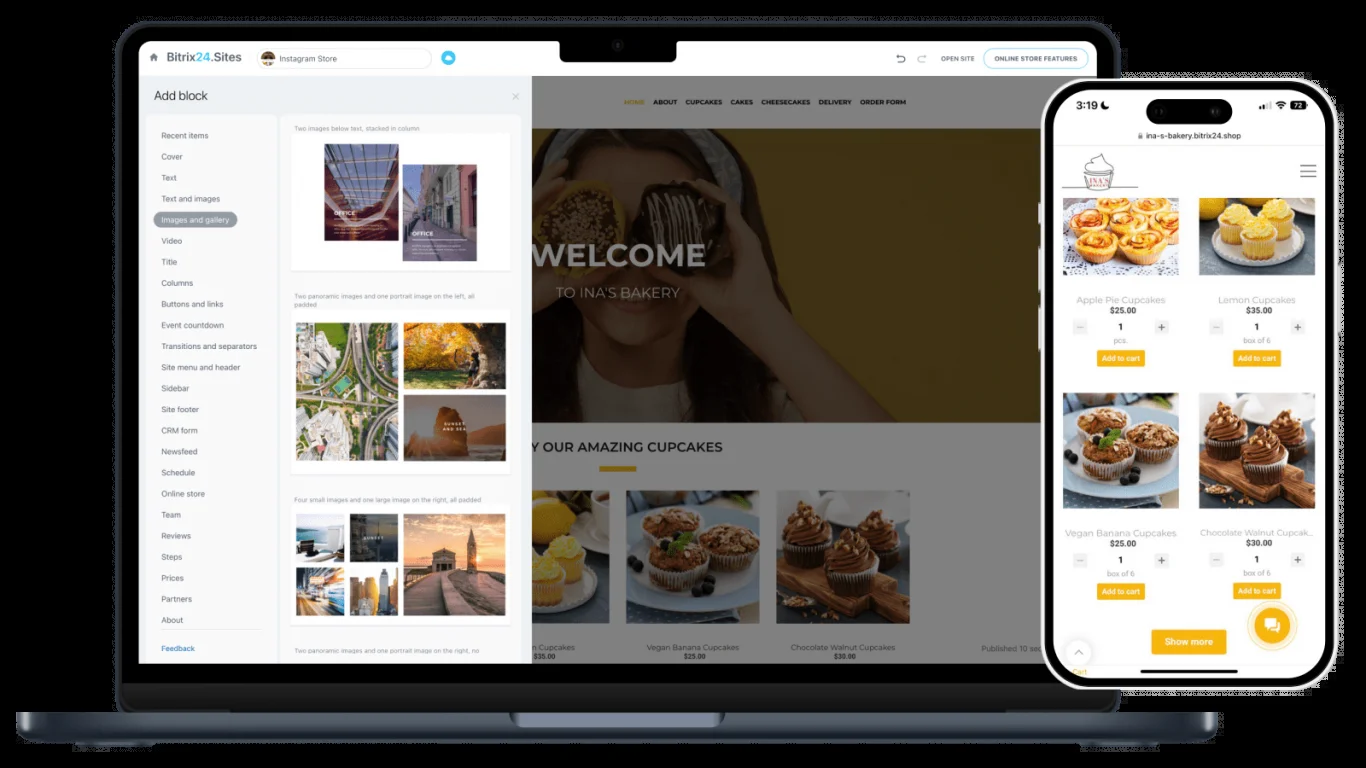 Bitrix24.Sites
Instagram Store
OPEN SITE
ONLINE STORE FEATURES
Add block
Recent items
Cover
Text
Text and images
Images and gallery
Video
Title
Columns
Buttons and links
Event countdown
Transitions and separators
Site menu and header
Sidebar
Site footer
CRM form
Newsfeed
Schedule
Online store
Team
Reviews
Steps
Prices
Partners
About
Feedback
Two images below text, stacked in column
OFFICE
OFFICE
Two panoramic images and one portrait image on the left, all
padded
SUNSET
AND SEA
Four small images and one large image on the right, all padded
SUNSET
Two panoramic images and one portrait image on the right, no
HOME ABOUT CUPCAKES CAKES CHEESECAKES DELIVERY ORDER FORM
WELCOME
TO INA'S BAKERY
Y OUR AMAZING CUPCAKES
n Cupcakes
$35.00
Vegan Banana Cupcakes
$25.00
Chocolate Walnut Cupcakes
$30.00
Published 10 sec
3:19
72
ina-s-bakery.bitrix24.shop
INA'S
BAKERY
Apple Pie Cupcakes
$25.00
1
pcs.
Add to cart
Lemon Cupcakes
$35.00
1
box of 6
Add to cart
Vegan Banana Cupcakes
$25.00
1
box of 6
Add to cart
Chocolate Walnut Cupcak...
$30.00
1
box of 6
Add to cart
Show more
Cart